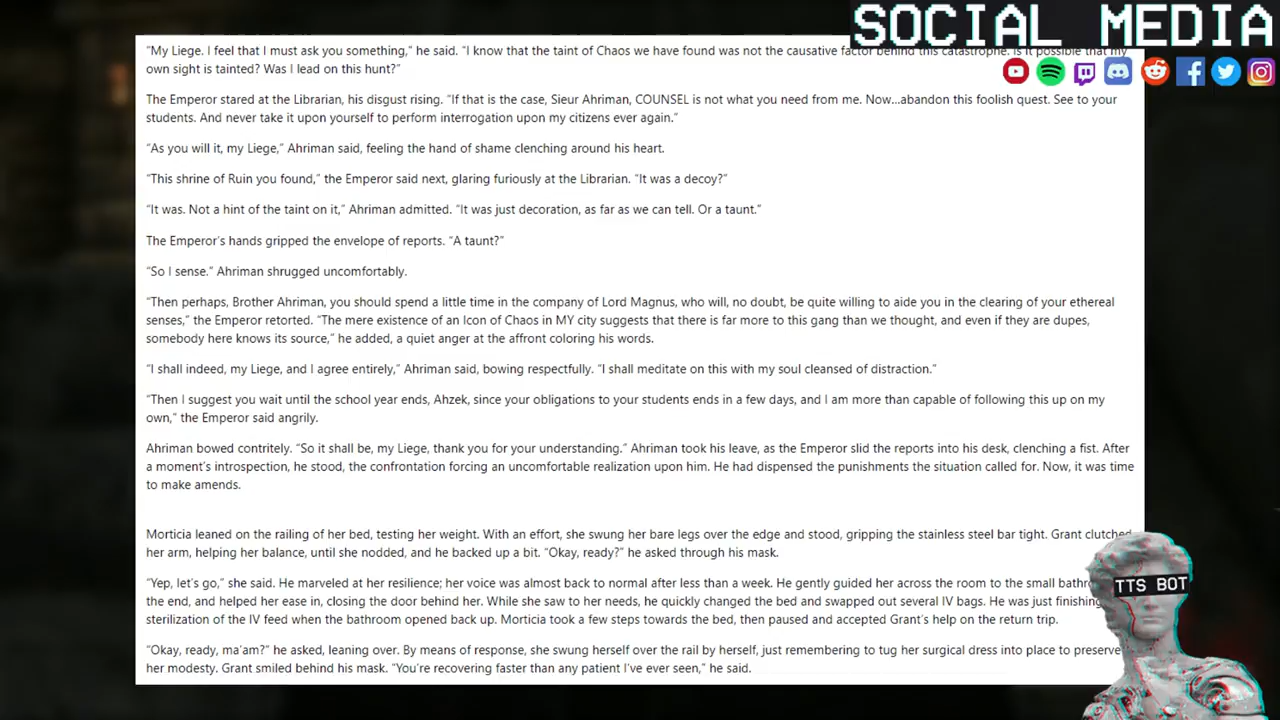 SOCIAL MEDIA
“My Liege. I feel that I must ask you something,” he said. “I know that the taint of Chaos we have found was not the causative factor behind this catastrophe. Is it possible that my
own sight is tainted? Was I lead on this hunt?”
The Emperor stared at the Librarian, his disgust rising. “If that is the case, Sieur Ahriman, COUNSEL is not what you need from me. Now…abandon this foolish quest. See to your
students. And never take it upon yourself to perform interrogation upon my citizens ever again.”
“As you will it, my Liege,” Ahriman said, feeling the hand of shame clenching around his heart.
“This shrine of Ruin you found,” the Emperor said next, glaring furiously at the Librarian. “It was a decoy?”
“It was. Not a hint of the taint on it,” Ahriman admitted. “It was just decoration, as far as we can tell. Or a taunt.”
The Emperor’s hands gripped the envelope of reports. “A taunt?”
“So I sense.” Ahriman shrugged uncomfortably.
“Then perhaps, Brother Ahriman, you should spend a little time in the company of Lord Magnus, who will, no doubt, be quite willing to aide you in the clearing of your ethereal
senses,” the Emperor retorted. “The mere existence of an Icon of Chaos in MY city suggests that there is far more to this gang than we thought, and even if they are dupes,
somebody here knows its source,” he added, a quiet anger at the affront coloring his words.
“I shall indeed, my Liege, and I agree entirely,” Ahriman said, bowing respectfully. “I shall meditate on this with my soul cleansed of distraction.”
“Then I suggest you wait until the school year ends, Ahzek, since your obligations to your students ends in a few days, and I am more than capable of following this up on my
own,” the Emperor said angrily.
Ahriman bowed contritely. “So it shall be, my Liege, thank you for your understanding.” Ahriman took his leave, as the Emperor slid the reports into his desk, clenching a fist. After
a moment’s introspection, he stood, the confrontation forcing an uncomfortable realization upon him. He had dispensed the punishments the situation called for. Now, it was time
to make amends.
Morticia leaned on the railing of her bed, testing her weight. With an effort, she swung her bare legs over the edge and stood, gripping the stainless steel bar tight. Grant clutched
her arm, helping her balance, until she nodded, and he backed up a bit. “Okay, ready?” he asked through his mask.
“Yep, let’s go,” she said. He marveled at her resilience; her voice was almost back to normal after less than a week. He gently guided her across the room to the small
the end, and helped her ease in, closing the door behind her. While she saw to her needs, he quickly changed the bed and swapped out several IV bags. He was just finishing
sterilization of the IV feed when the bathroom opened back up. Morticia took a few steps towards the bed, then paused and accepted Grant’s help on the return trip.
“Okay, ready, ma’am?” he asked, leaning over. By means of response, she swung herself over the rail by herself, just remembering to tug her surgical dress into place to preserve
her modesty. Grant smiled behind his mask. “You’re recovering faster than any patient I’ve ever seen,” he said.
TTS BOT